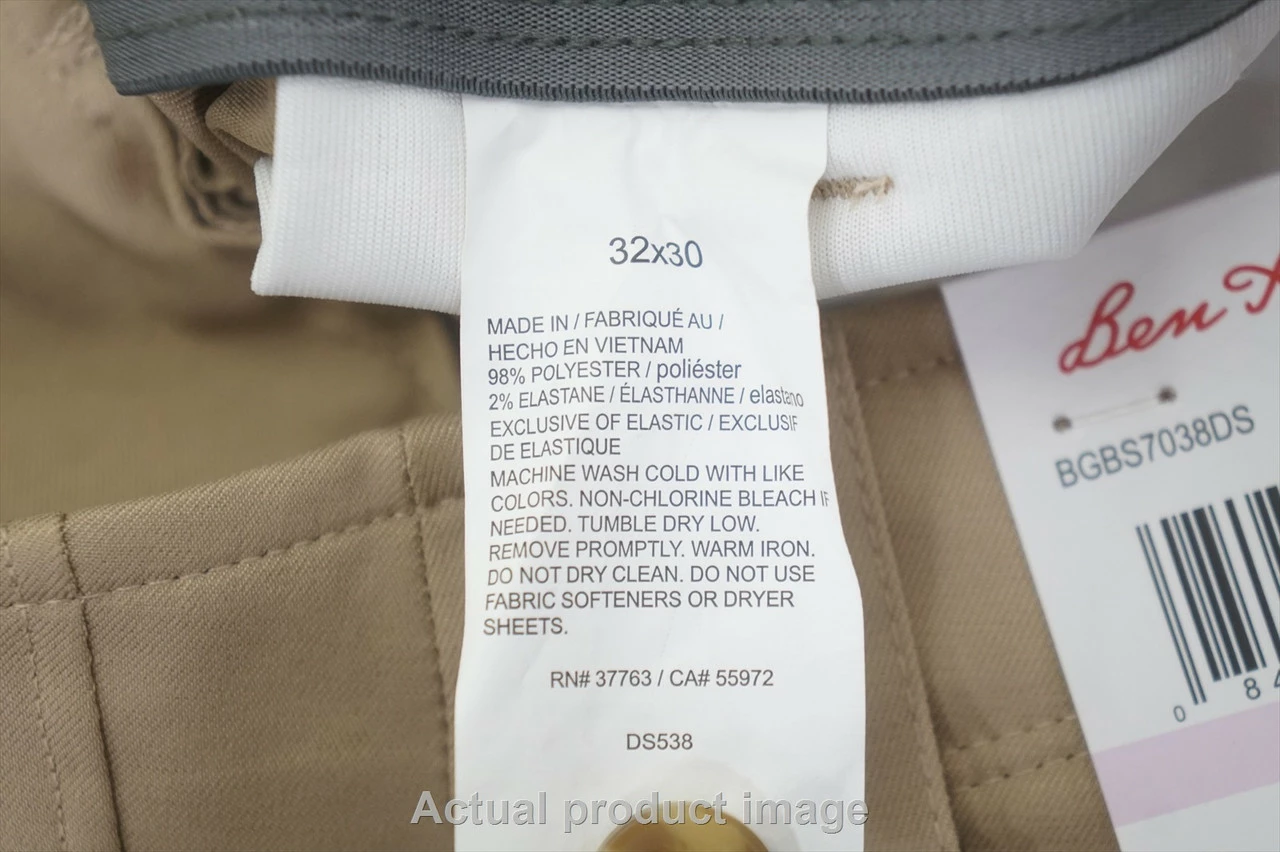 32x30
MADE IN / FABRIQUÉ AU /
HECHO EN VIETNAM
98% POLYESTER / poliéster
2% ELASTANE / ÉLASTHANNE / elastano
EXCLUSIVE OF ELASTIC / EXCLUSIF
DE ELASTIQUE
MACHINE WASH COLD WITH LIKE
COLORS. NON-CHLORINE BLEACH IF
NEEDED. TUMBLE DRY LOW.
REMOVE PROMPTLY. WARM IRON.
DO NOT DRY CLEAN. DO NOT USE
FABRIC SOFTENERS OR DRYER
SHEETS.
RN# 37763 / CA# 55972
DS538
Ben
BGBS7038DS
0 8
Actual product image